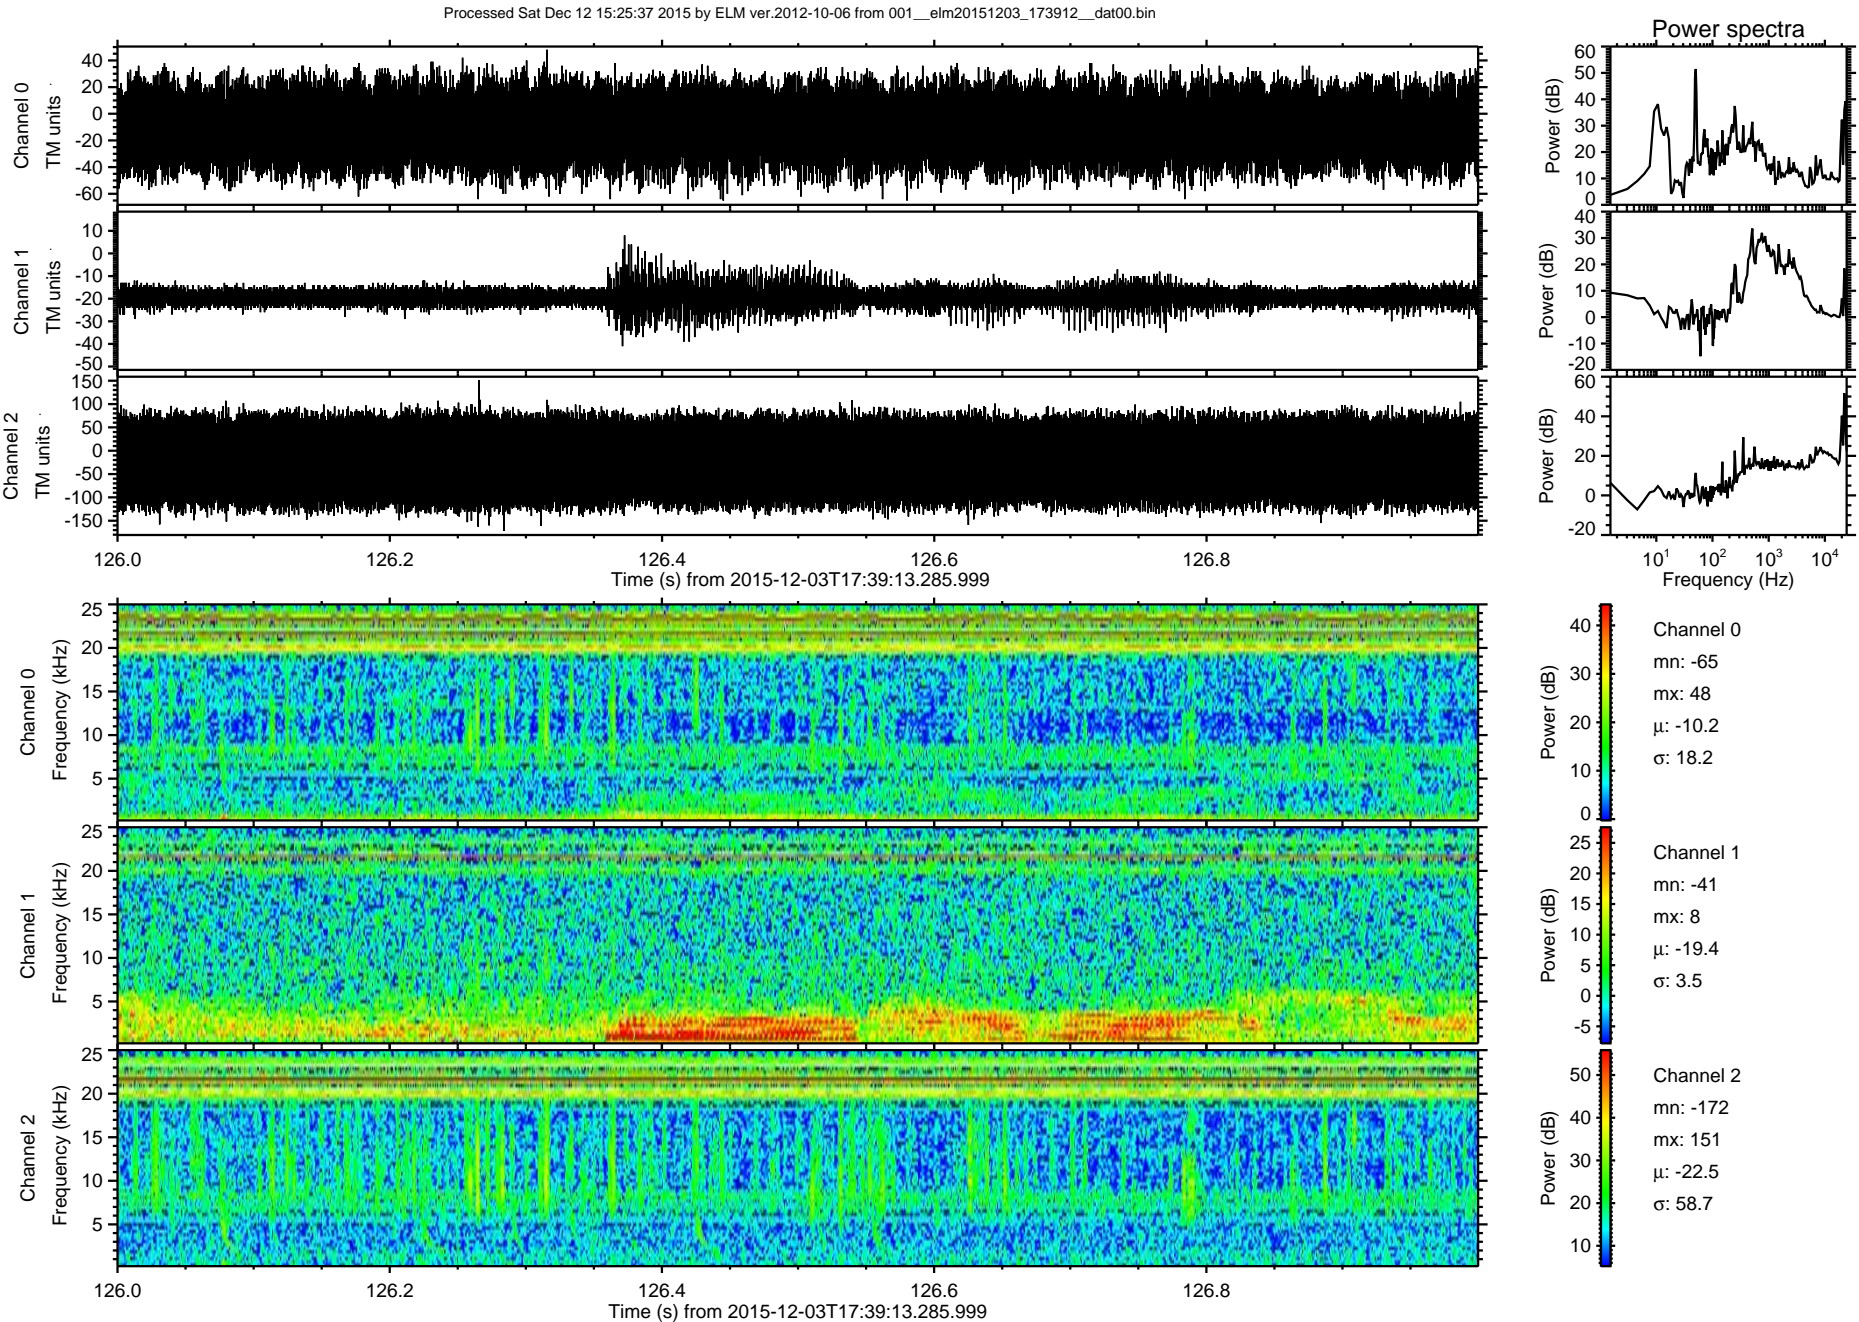 Processed Sat Dec 12 15:25:37 2015 by ELM ver.2012-10-06 from 001__elm20151203_173912__dat00.bin
Power spectra
Channel 0
TM units
40
20
0
-20
-40
-60
Power (dB)
60
50
40
30
20
10
0
Channel 1
TM units
10
0
-10
-20
-30
-40
-50
Power (dB)
40
30
20
10
0
-10
-20
Channel 2
TM units
150
100
50
0
-50
-100
-150
Power (dB)
60
40
20
0
-20
126.0 126.2 126.4 126.6 126.8
Time (s) from 2015-12-03T17:39:13.285.999
10^1 10^2 10^3 10^4
Frequency (Hz)
Channel 0
Frequency (kHz)
25
20
15
10
5
Power (dB)
40
30
20
10
0
Channel 0
mn: -65
mx: 48
μ: -10.2
σ: 18.2
Channel 1
Frequency (kHz)
25
20
15
10
5
Power (dB)
25
20
15
10
5
0
-5
Channel 1
mn: -41
mx: 8
μ: -19.4
σ: 3.5
Channel 2
Frequency (kHz)
25
20
15
10
5
Power (dB)
50
40
30
20
10
Channel 2
mn: -172
mx: 151
μ: -22.5
σ: 58.7
126.0 126.2 126.4 126.6 126.8
Time (s) from 2015-12-03T17:39:13.285.999